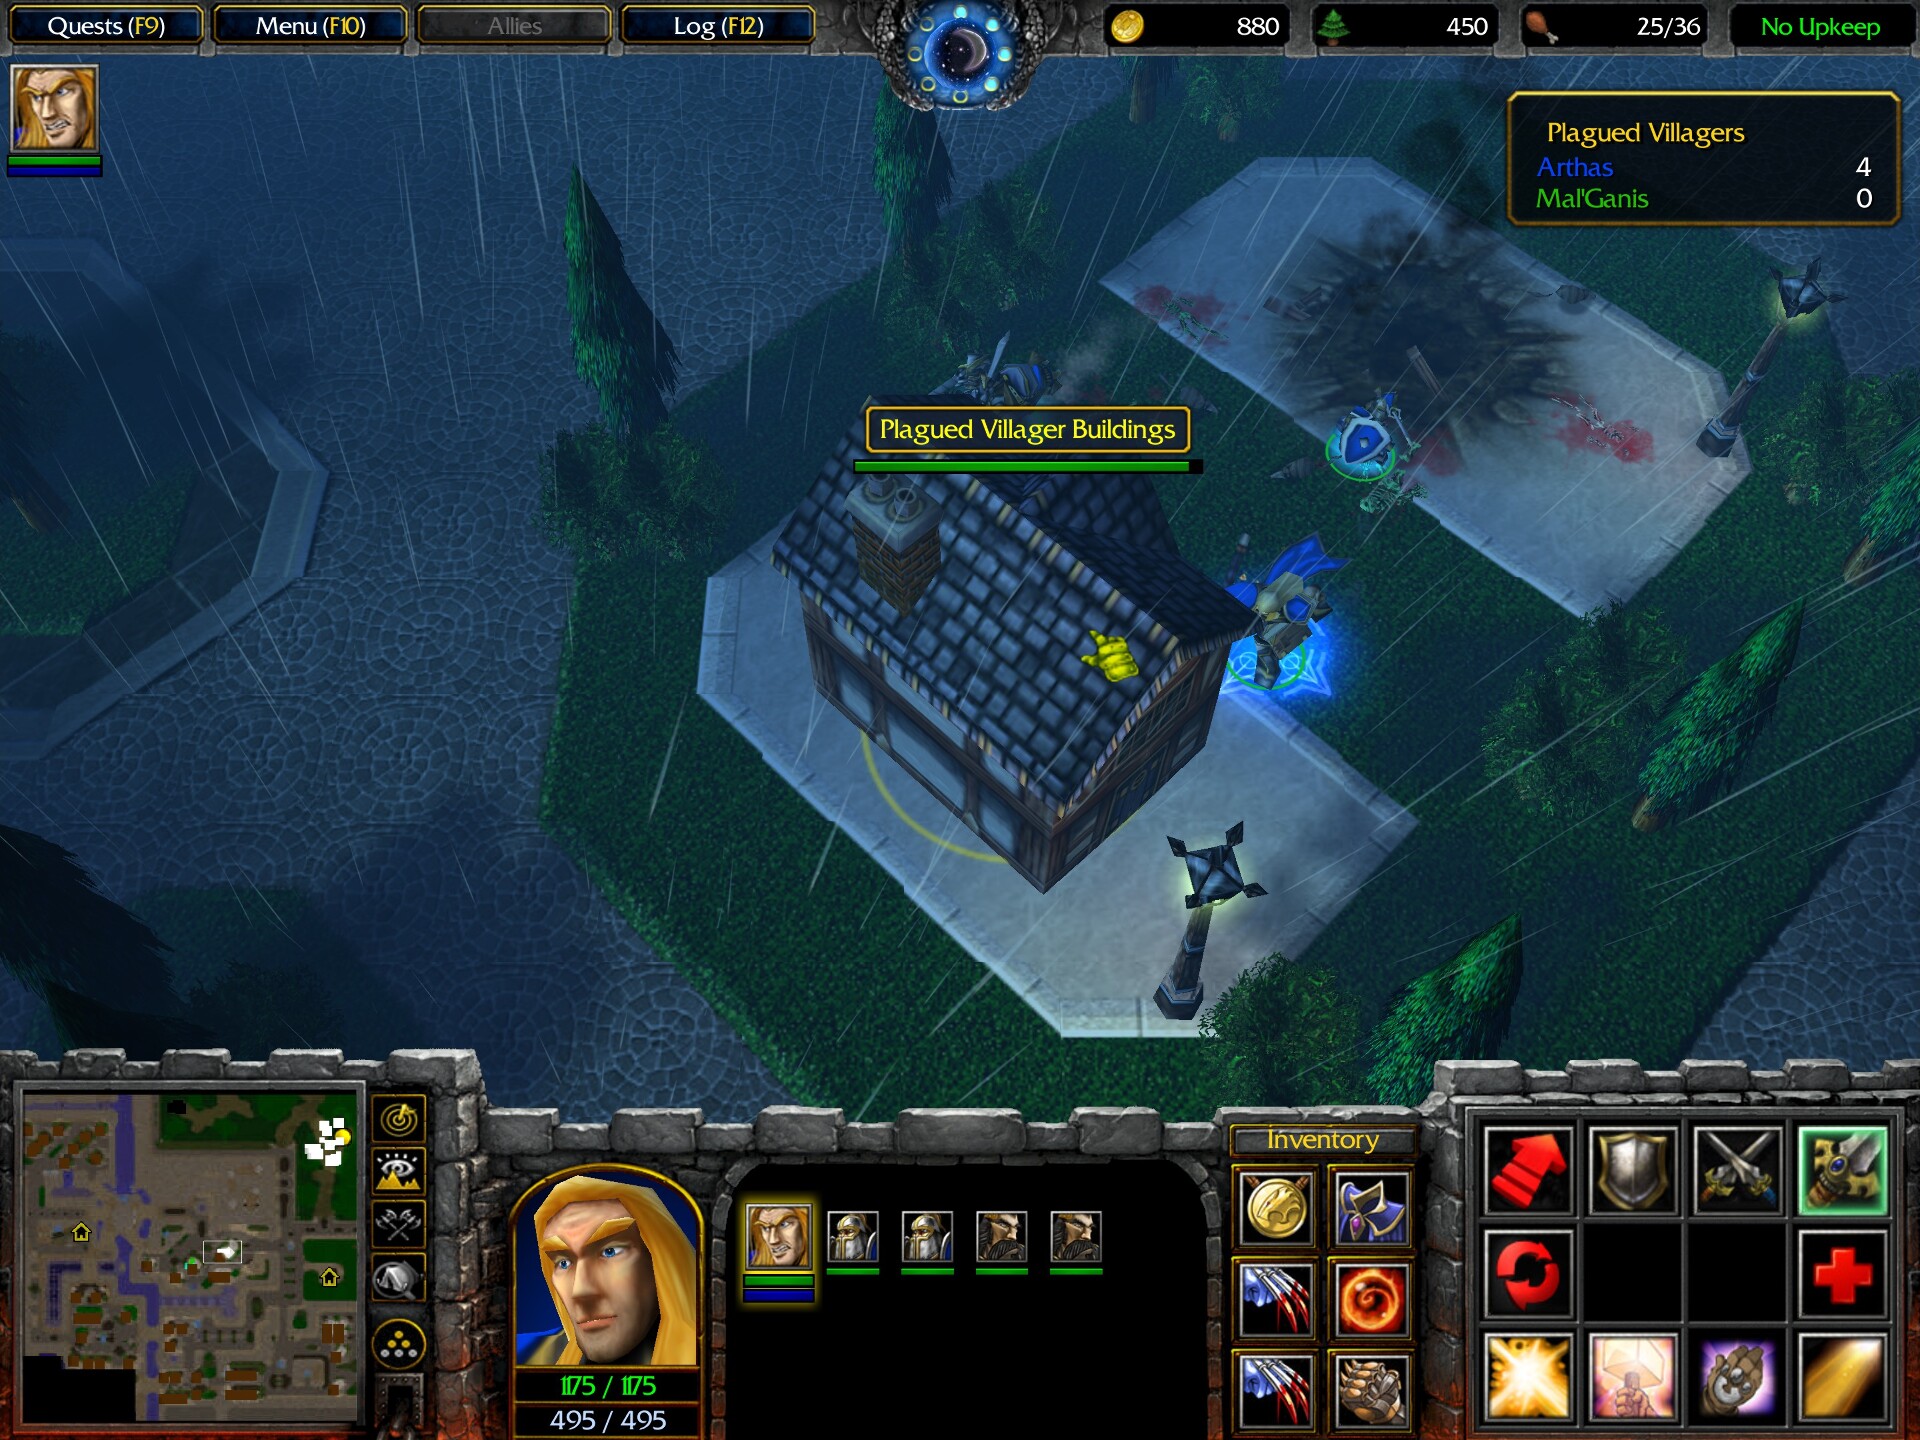 Quests (F9)
Menu (F10)
Allies
Log (F12)
880
450
25/36
No Upkeep
Plagued Villagers
Arthas 4
Mal'Ganis 0
Plagued Villager Buildings
Inventory
1175 / 1175
495 / 495